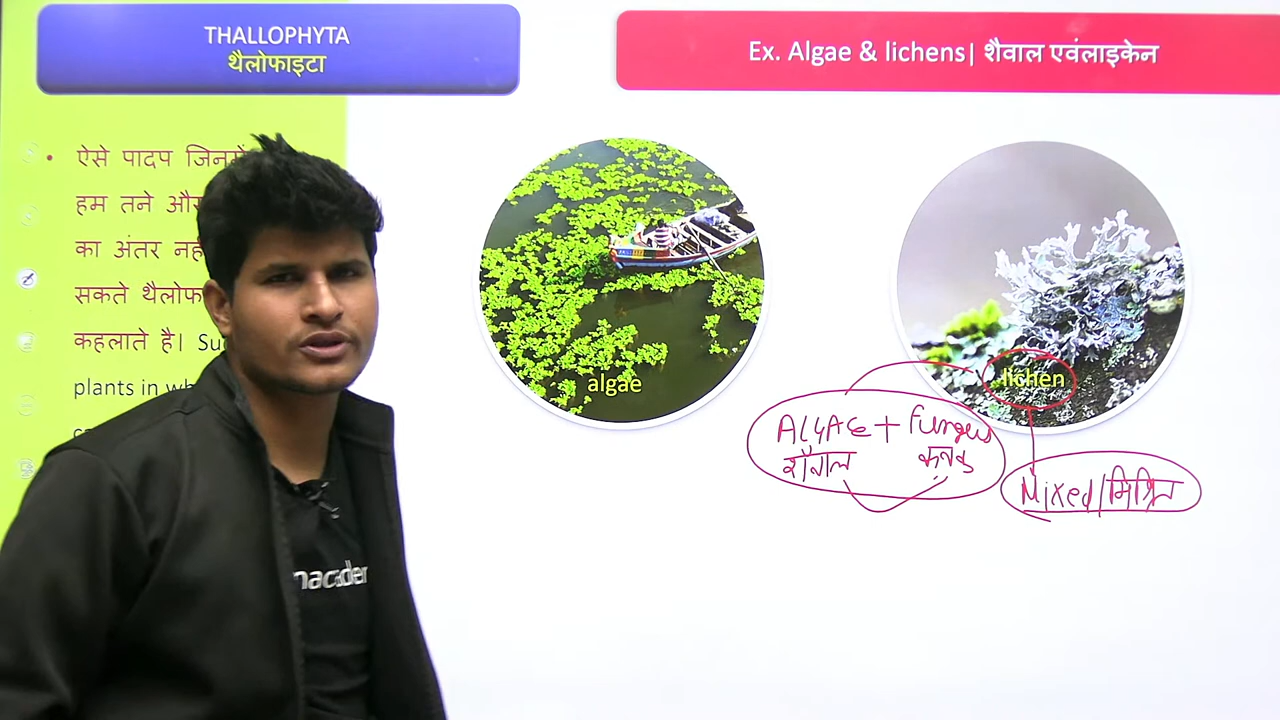 THALLOPHYTA
थैलोफाइटा
Ex. Algae & lichens| शैवाल एवंलाइकेन
ऐसे पादप जिनमें
हम तने और
का अंतर नहीं
सकते थैलोफ
कहलाते है। Su
plants in wh
algae
lichen
ALGAE + Fungus
शैवाल कवक
Mixed/मिश्रित